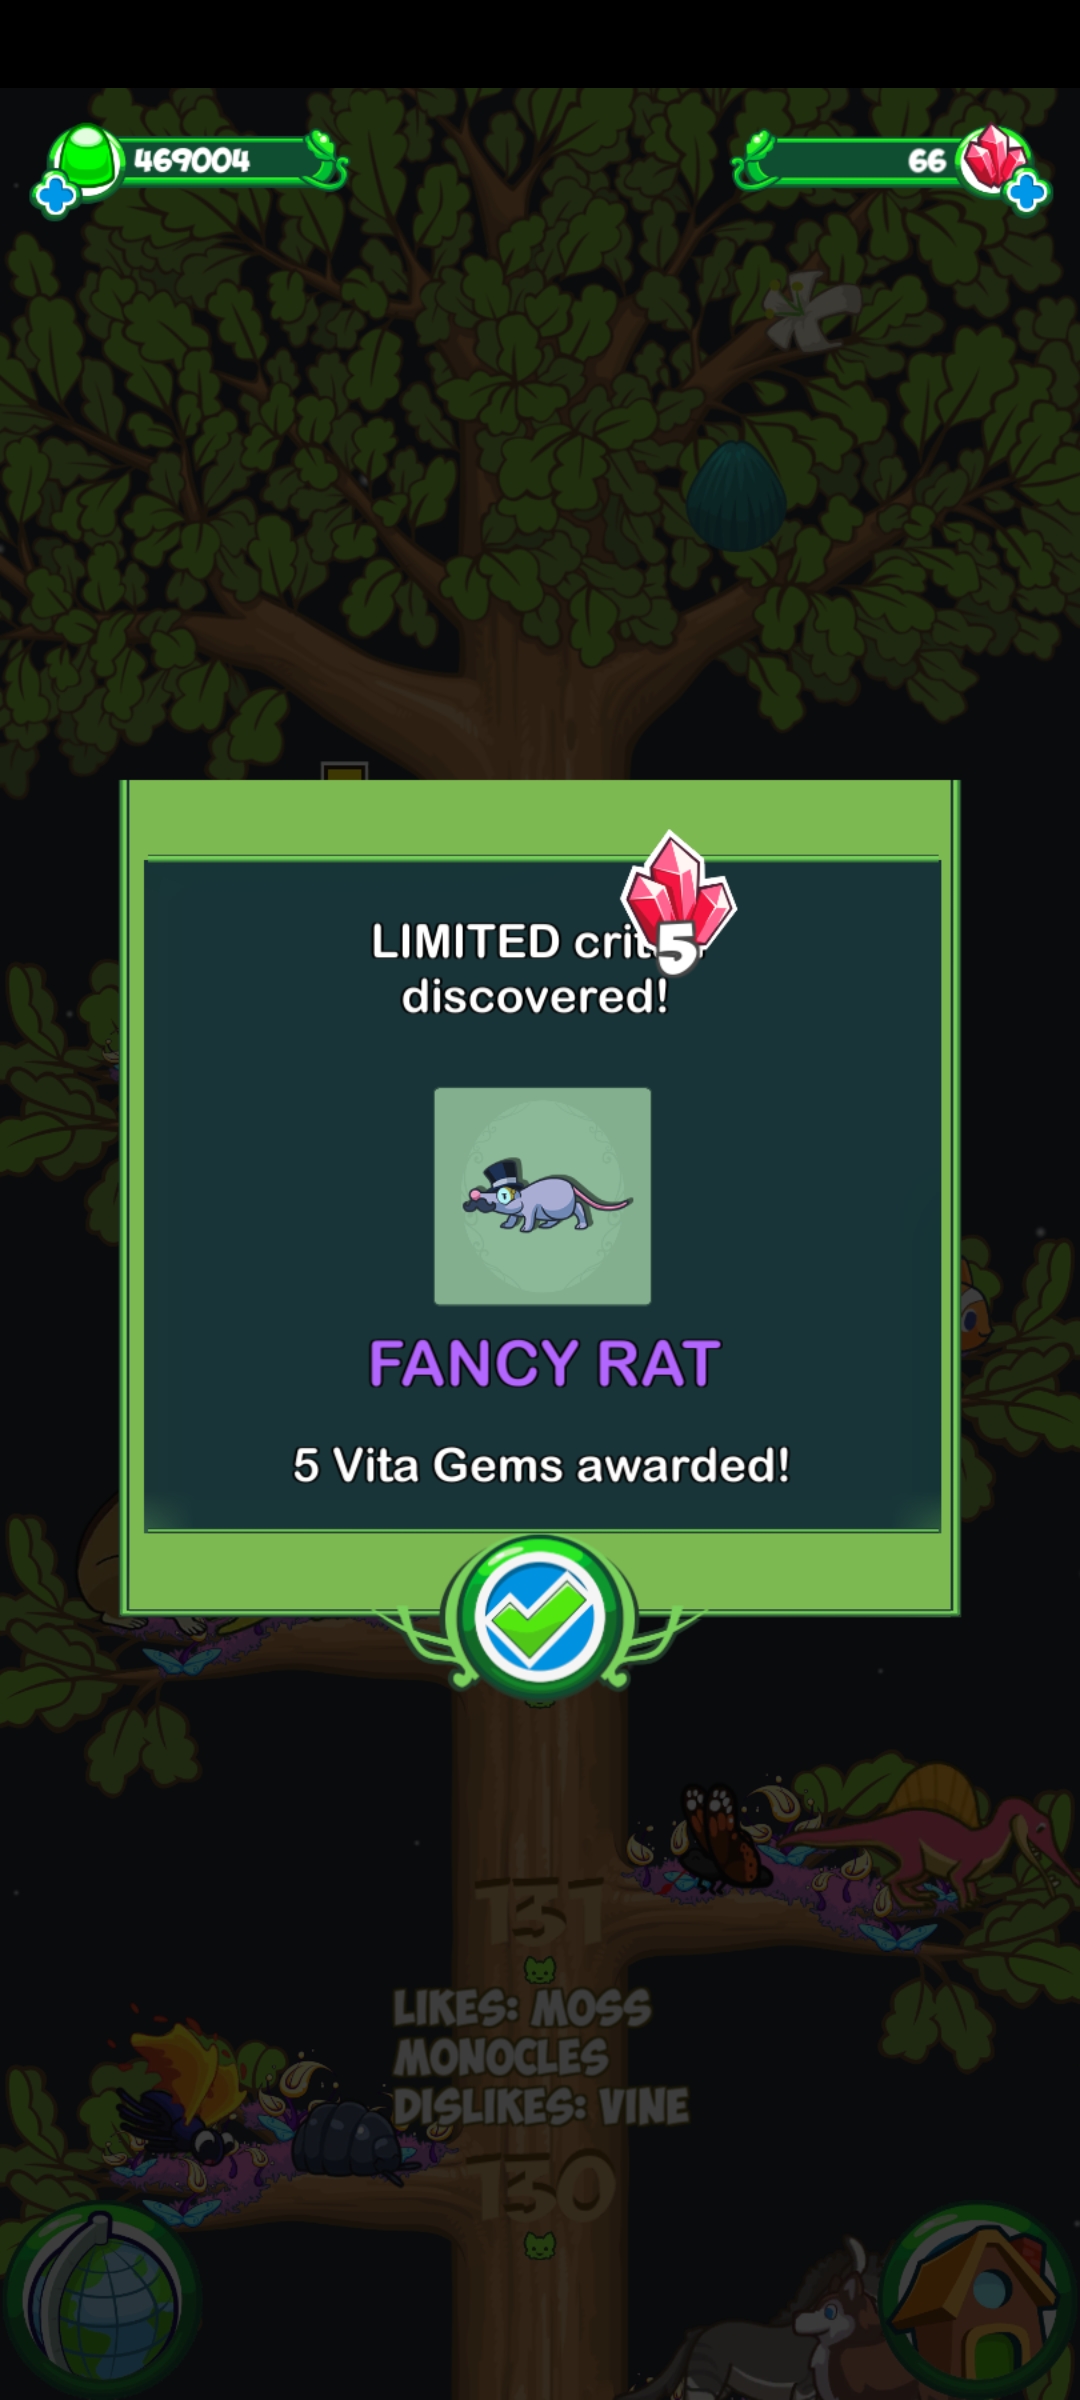 469004
66
5
LIMITED crit
discovered!
FANCY RAT
5 Vita Gems awarded!
131
LIKES: MOSS
MONOCLES
DISLIKES: VINE
130